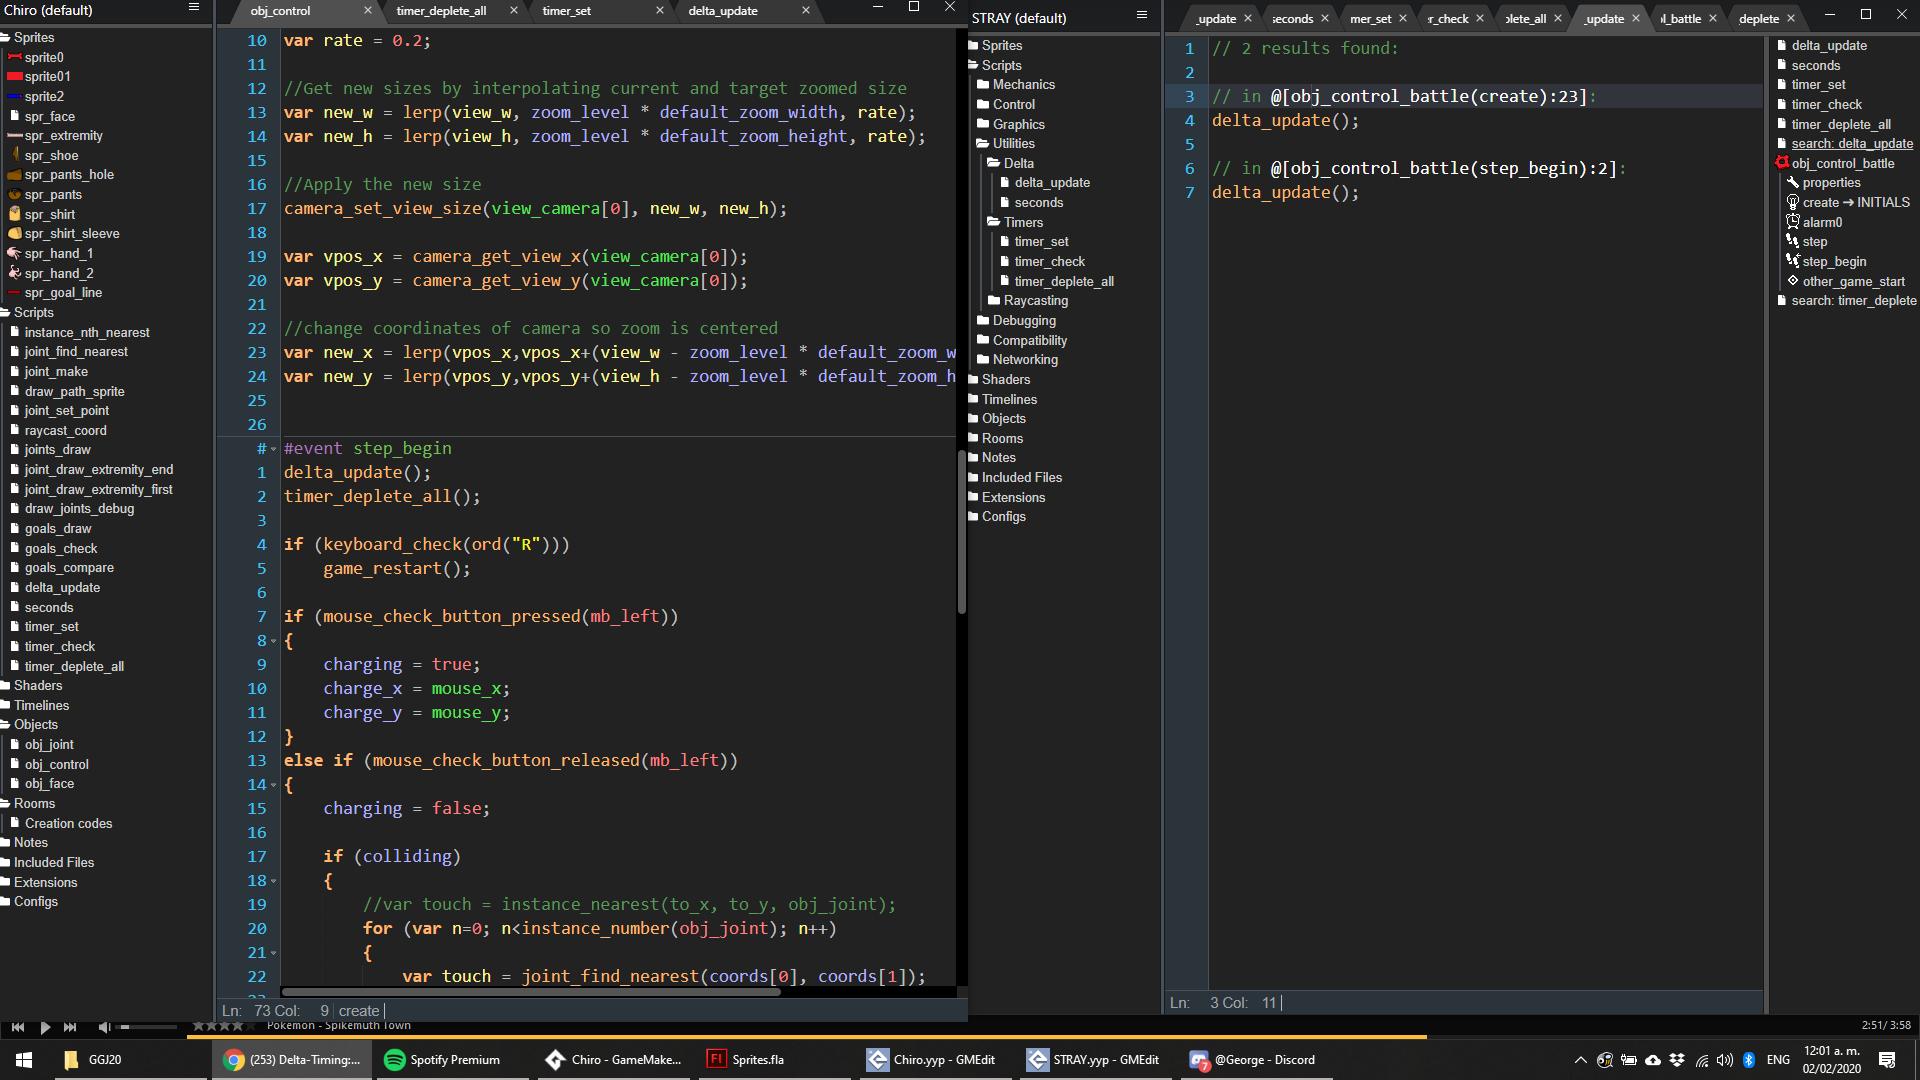 Chiro (default)
Sprites
sprite0
sprite01
sprite2
spr_face
spr_extremity
spr_shoe
spr_pants_hole
spr_pants
spr_shirt
spr_shirt_sleeve
spr_hand_1
spr_hand_2
spr_goal_line
Scripts
instance_nth_nearest
joint_find_nearest
joint_make
draw_path_sprite
joint_set_point
raycast_coord
joints_draw
joint_draw_extremity_end
joint_draw_extremity_first
draw_joints_debug
goals_draw
goals_check
goals_compare
delta_update
seconds
timer_set
timer_check
timer_deplete_all
Shaders
Timelines
Objects
obj_joint
obj_control
obj_face
Rooms
Creation codes
Notes
Included Files
Extensions
Configs
obj_control × timer_deplete_all × timer_set × delta_update ×
10 var rate = 0.2;
11
12 //Get new sizes by interpolating current and target zoomed size
13 var new_w = lerp(view_w, zoom_level * default_zoom_width, rate);
14 var new_h = lerp(view_h, zoom_level * default_zoom_height, rate);
15
16 //Apply the new size
17 camera_set_view_size(view_camera[0], new_w, new_h);
18
19 var vpos_x = camera_get_view_x(view_camera[0]);
20 var vpos_y = camera_get_view_y(view_camera[0]);
21
22 //change coordinates of camera so zoom is centered
23 var new_x = lerp(vpos_x,vpos_x+(view_w - zoom_level * default_zoom_w
24 var new_y = lerp(vpos_y,vpos_y+(view_h - zoom_level * default_zoom_h
25
26
# #event step_begin
1 delta_update();
2 timer_deplete_all();
3
4 if (keyboard_check(ord("R")))
5 game_restart();
6
7 if (mouse_check_button_pressed(mb_left))
8 {
9 charging = true;
10 charge_x = mouse_x;
11 charge_y = mouse_y;
12 }
13 else if (mouse_check_button_released(mb_left))
14 {
15 charging = false;
16
17 if (colliding)
18 {
19 //var touch = instance_nearest(to_x, to_y, obj_joint);
20 for (var n=0; n<instance_number(obj_joint); n++)
21 {
22 var touch = joint_find_nearest(coords[0], coords[1]);
23
Ln: 73 Col: 9 create
STRAY (default)
Sprites
Scripts
Mechanics
Control
Graphics
Utilities
Delta
delta_update
seconds
Timers
timer_set
timer_check
timer_deplete_all
Raycasting
Debugging
Compatibility
Networking
Shaders
Timelines
Objects
Rooms
Notes
Included Files
Extensions
Configs
_update × seconds × mer_set × r_check × plete_all × _update × l_battle × deplete ×
1 // 2 results found:
2
3 // in @[obj_control_battle(create):23]:
4 delta_update();
5
6 // in @[obj_control_battle(step_begin):2]:
7 delta_update();
Ln: 3 Col: 11
delta_update
seconds
timer_set
timer_check
timer_deplete_all
search: delta_update
obj_control_battle
properties
create ➔ INITIALS
alarm0
step
step_begin
other_game_start
search: timer_deplete
Pokémon - Spikemuth Town
2:51/ 3:58
GGJ20
(253) Delta-Timing:...
Spotify Premium
Chiro - GameMake...
Fl Sprites.fla
Chiro.yyp - GMEdit
STRAY.yyp - GMEdit
7 @George - Discord
ENG
12:01 a. m.
02/02/2020